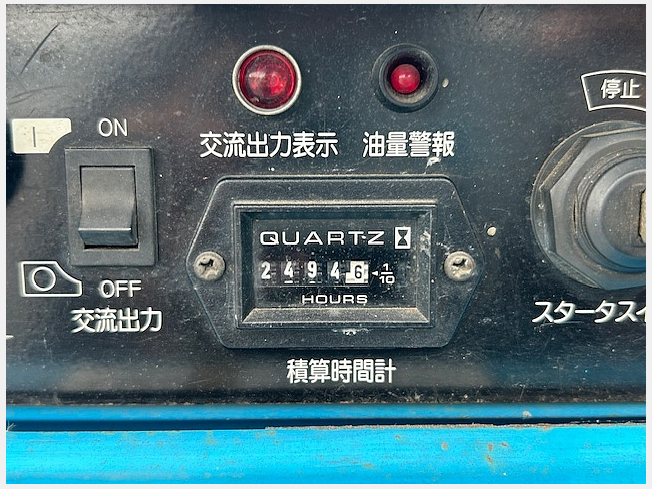 停止
ON
交流出力表示 油量警報
QUARTZ
2 4 9 4 6 1/10
HOURS
OFF
交流出力
スタータスイ
積算時間計